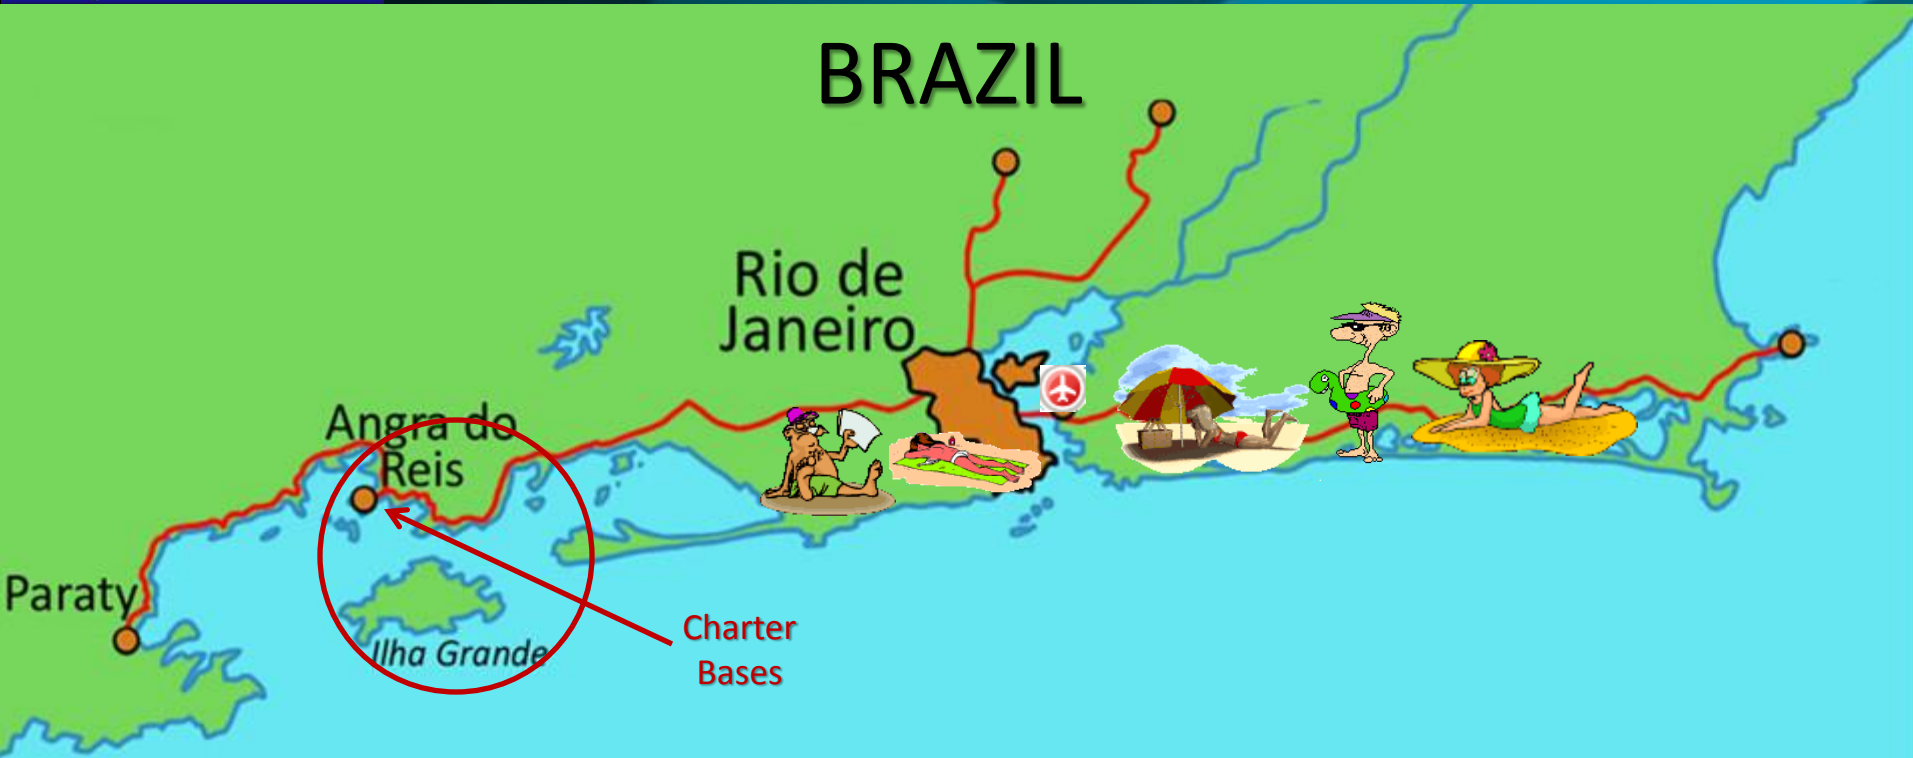 BRAZIL
Rio de
Janeiro
Angra do
Reis
Paraty
Ilha Grande
Charter
Bases